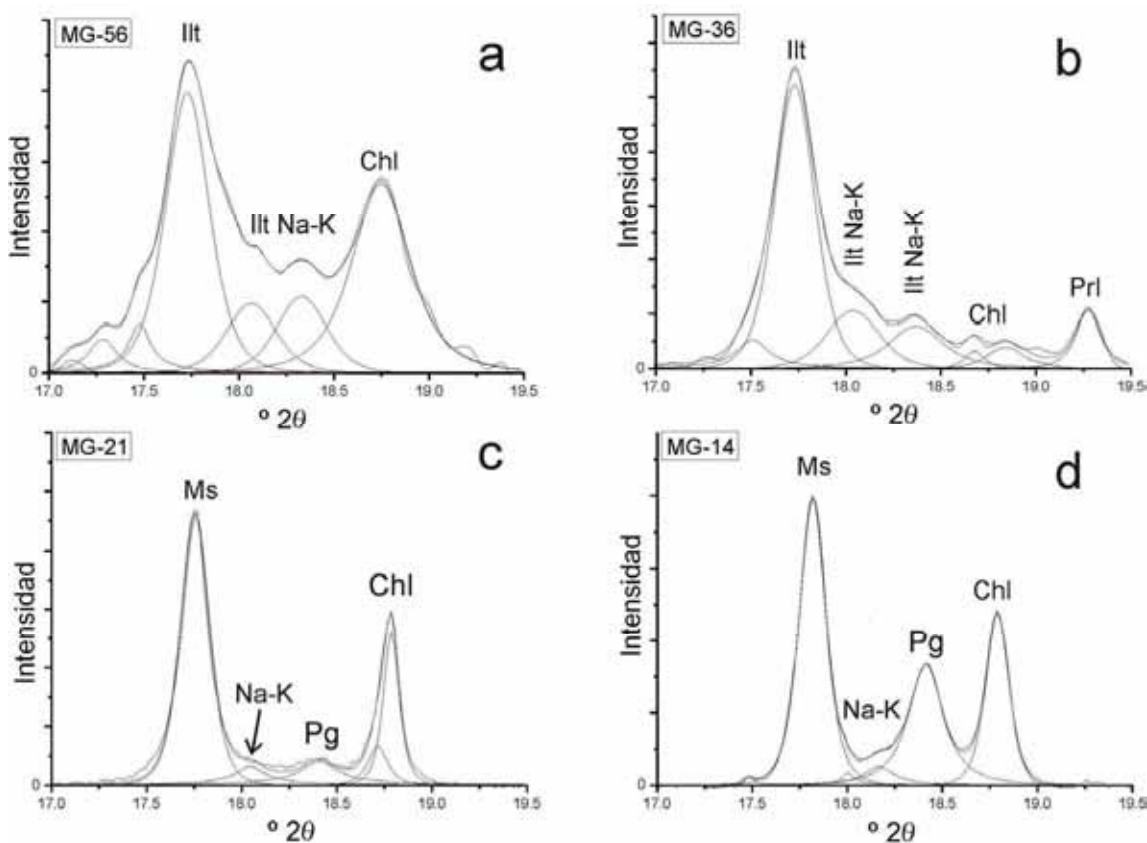 MG-56
a
Ilt
Ilt Na-K
Chl
Intensidad
0
17.0 17.5 18.0 18.5 19.0 19.5
º 2θ
MG-36
b
Ilt
Ilt Na-K
Ilt Na-K
Chl
Prl
Intensidad
0
17.0 17.5 18.0 18.5 19.0 19.5
º 2θ
MG-21
c
Ms
Na-K
Pg
Chl
Intensidad
0
17.0 17.5 18.0 18.5 19.0 19.5
º 2θ
MG-14
d
Ms
Na-K
Pg
Chl
Intensidad
0
17.0 17.5 18.0 18.5 19.0 19.5
º 2θ